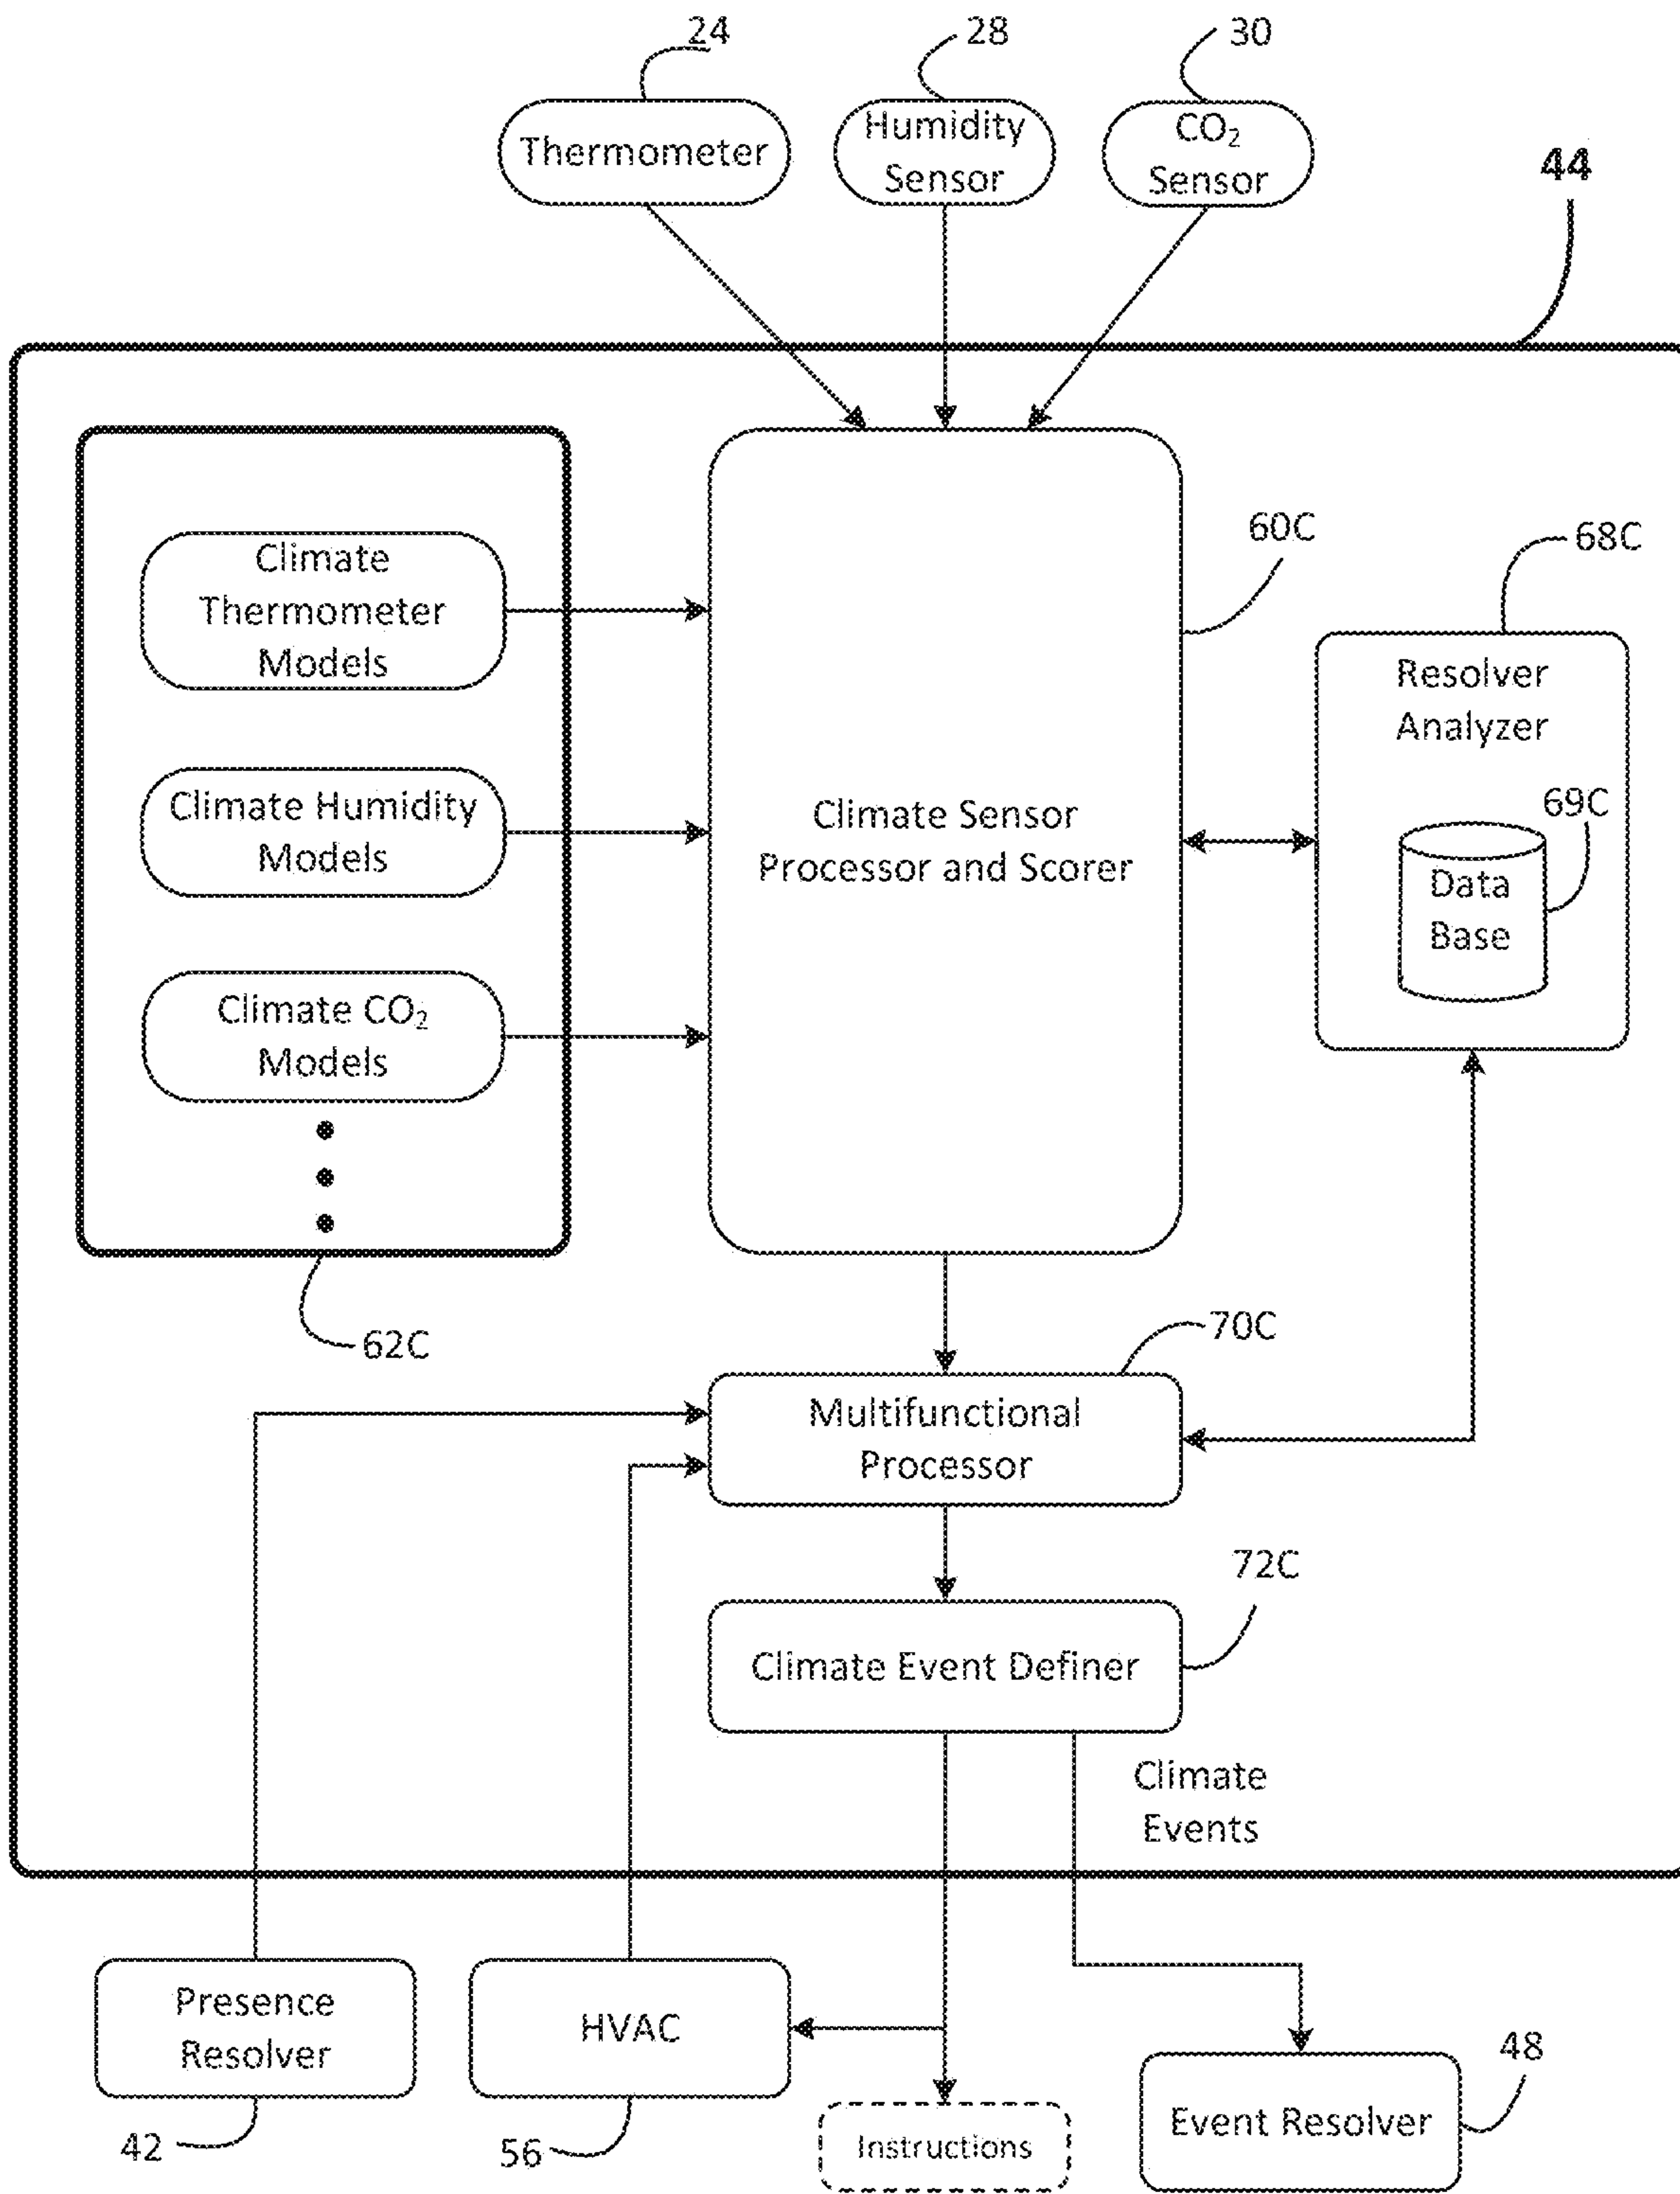 24
28
30
Thermometer
Humidity
Sensor
CO₂
Sensor
44
Climate
Thermometer
Models
60C
68C
Resolver
Analyzer
Climate Humidity
Models
Climate Sensor
Processor and Scorer
69C
Data
Base
Climate CO₂
Models
62C
70C
Multifunctional
Processor
72C
Climate Event Definer
Climate
Events
Presence
Resolver
HVAC
48
Event Resolver
42
56
Instructions